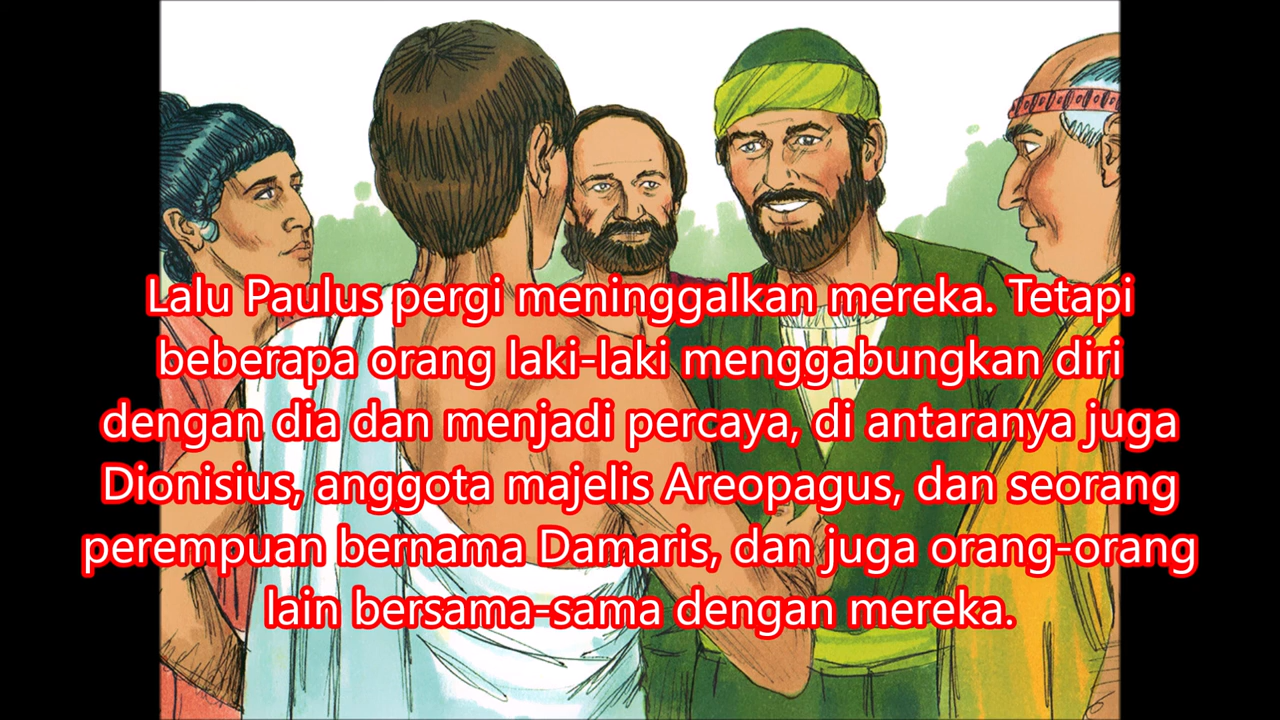 Lalu Paulus pergi meninggalkan mereka. Tetapi
beberapa orang laki-laki menggabungkan diri
dengan dia dan menjadi percaya, di antaranya juga
Dionisius, anggota majelis Areopagus, dan seorang
perempuan bernama Damaris, dan juga orang-orang
lain bersama-sama dengan mereka.